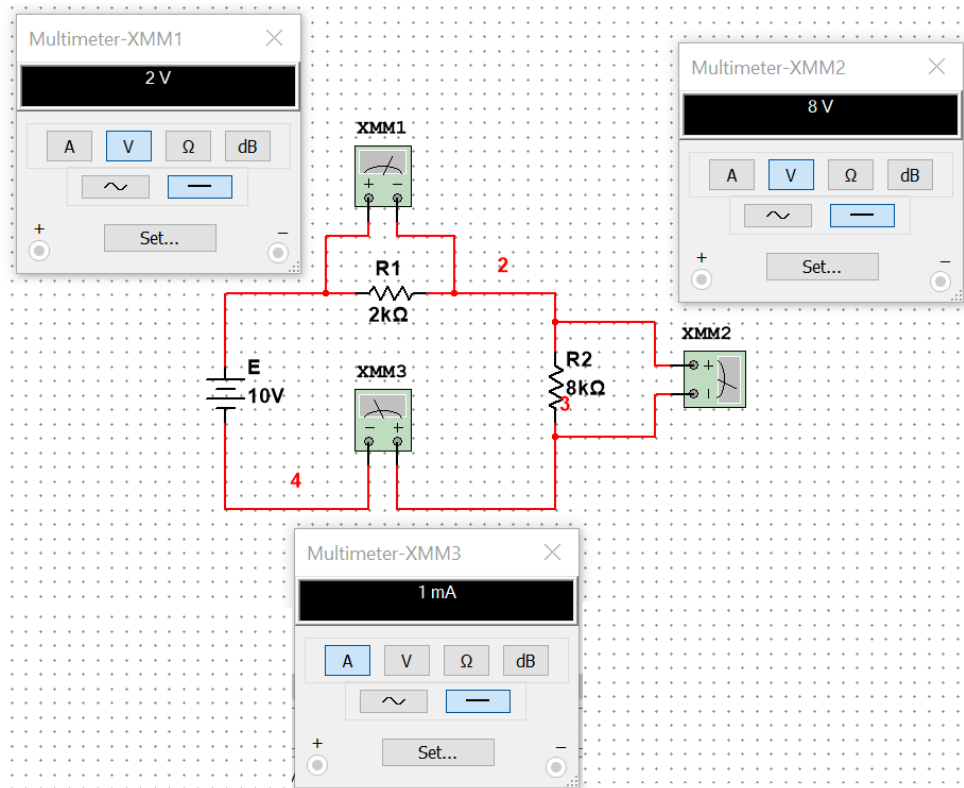 Multimeter-XMM1
2 V
A V Ω dB
+ −
Set...
Multimeter-XMM2
8 V
A V Ω dB
+ −
Set...
XMM1
+ −
R1
2kΩ
2
E
10V
XMM3
− +
R2
8kΩ
3
XMM2
+
−
4
Multimeter-XMM3
1 mA
A V Ω dB
+ −
Set...